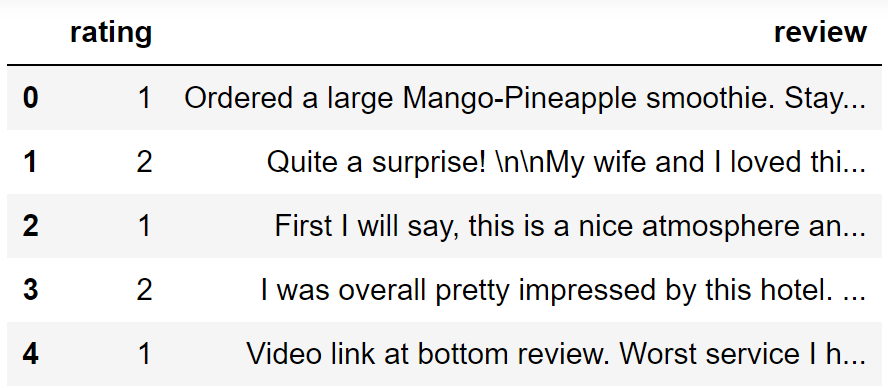 rating review
0 1 Ordered a large Mango-Pineapple smoothie. Stay...
1 2 Quite a surprise! \n\nMy wife and I loved thi...
2 1 First I will say, this is a nice atmosphere an...
3 2 I was overall pretty impressed by this hotel. ...
4 1 Video link at bottom review. Worst service I h...